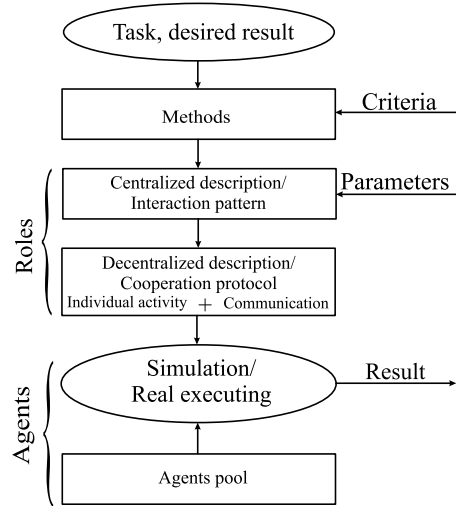 Task, desired result
Methods
Criteria
Centralized description/
Interaction pattern
Parameters
Roles
Decentralized description/
Cooperation protocol
Individual activity + Communication
Simulation/
Real executing
Result
Agents
Agents pool